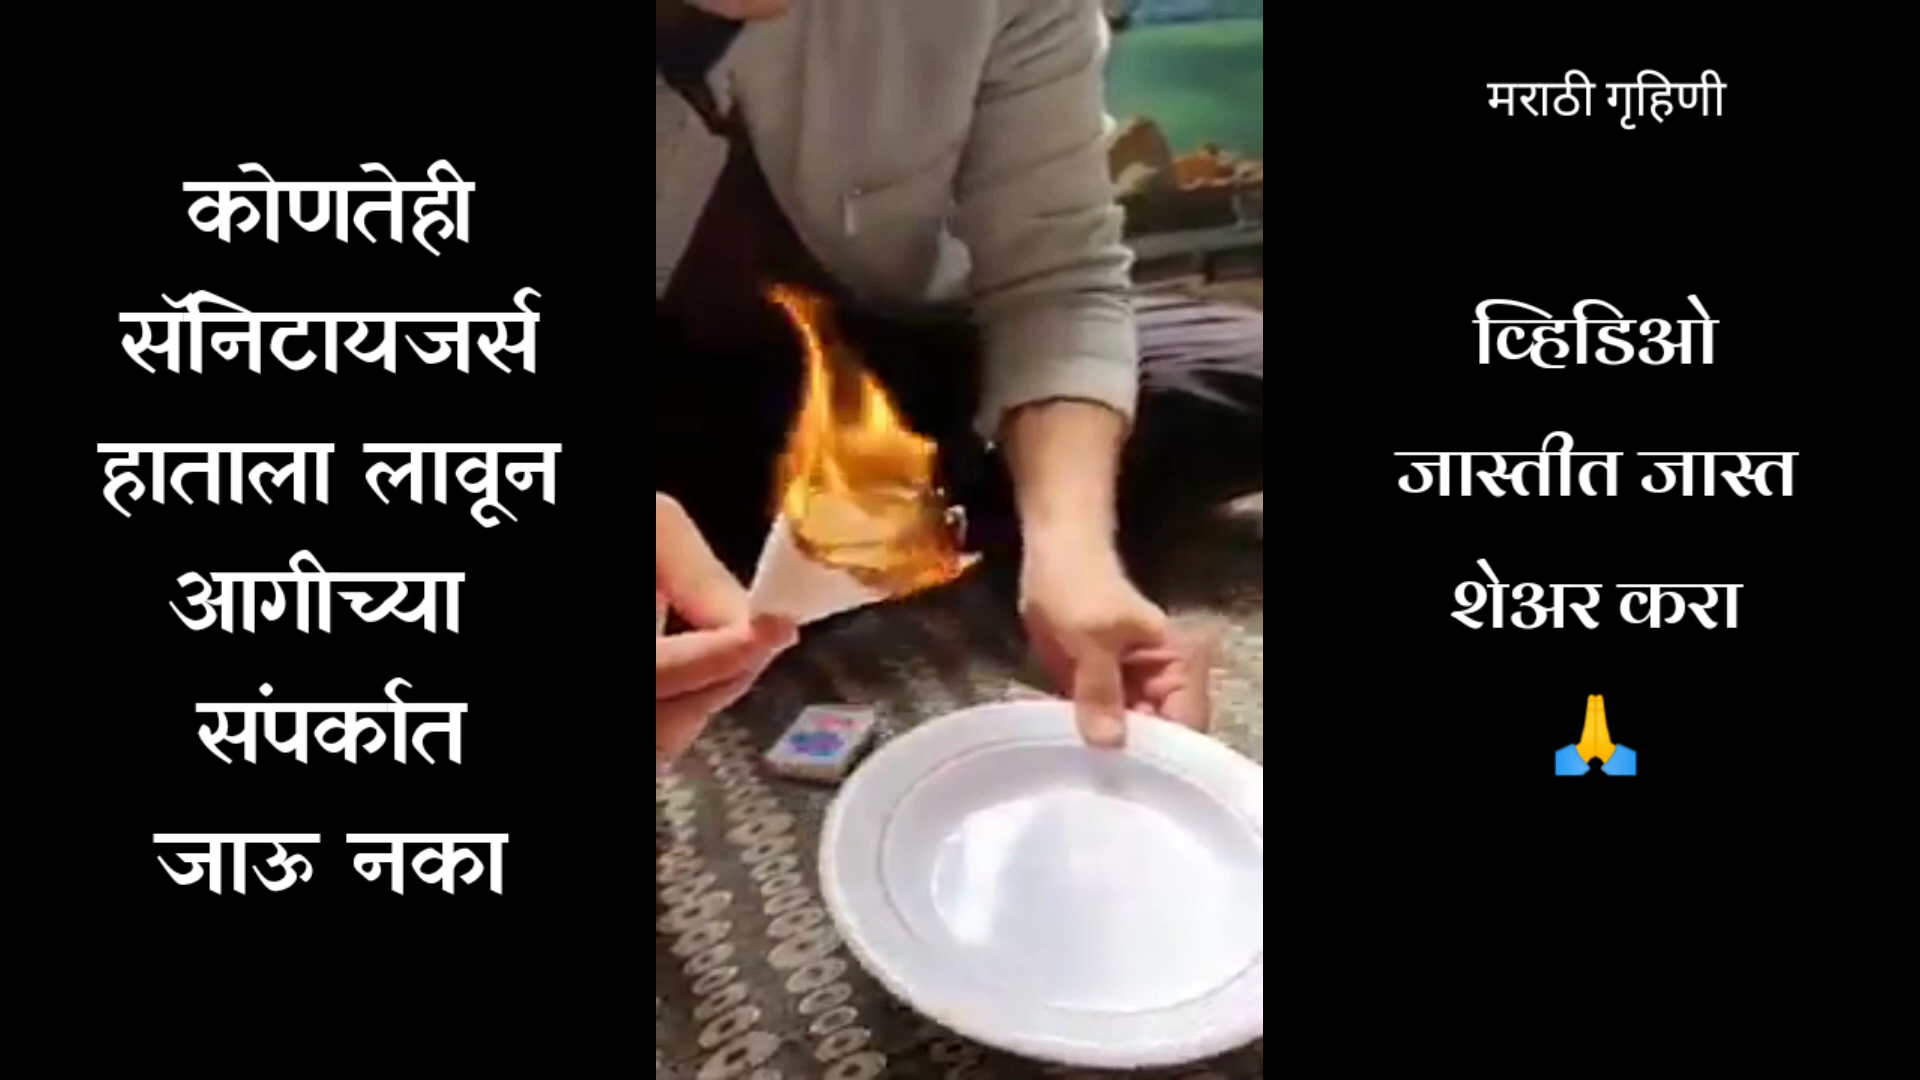 कोणतेही
सॅनिटायजर्स
हाताला लावून
आगीच्या
संपर्कात
जाऊ नका
मराठी गृहिणी
व्हिडिओ
जास्तीत जास्त
शेअर करा
🙏